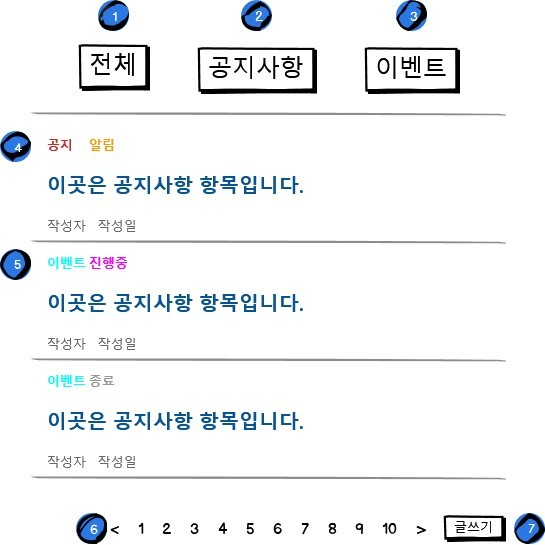 1 2 3
전체 공지사항 이벤트
4 공지 알림
이곳은 공지사항 항목입니다.
작성자 작성일
5 이벤트 진행중
이곳은 공지사항 항목입니다.
작성자 작성일
이벤트 종료
이곳은 공지사항 항목입니다.
작성자 작성일
6 < 1 2 3 4 5 6 7 8 9 10 > 글쓰기 7